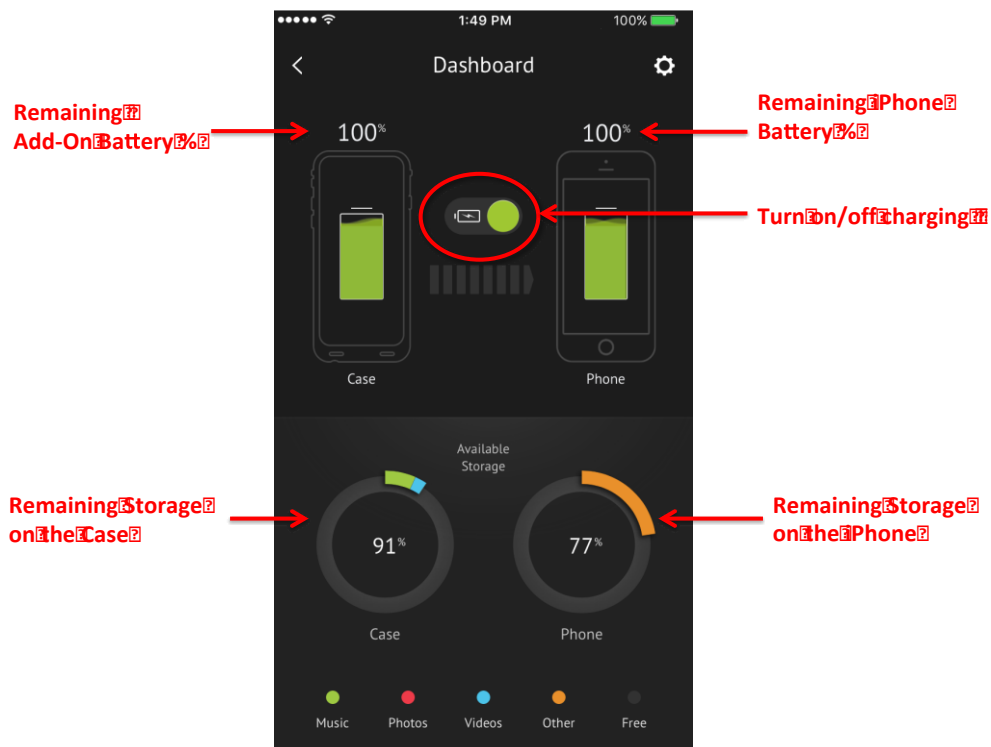 1:49 PM
100%
Dashboard
Remaining
Add-On Battery %
100%
100%
Remaining iPhone
Battery %
Turn on/off charging
Case
Phone
Available
Storage
Remaining Storage
on the Case
91%
77%
Remaining Storage
on the iPhone
Case
Phone
Music
Photos
Videos
Other
Free